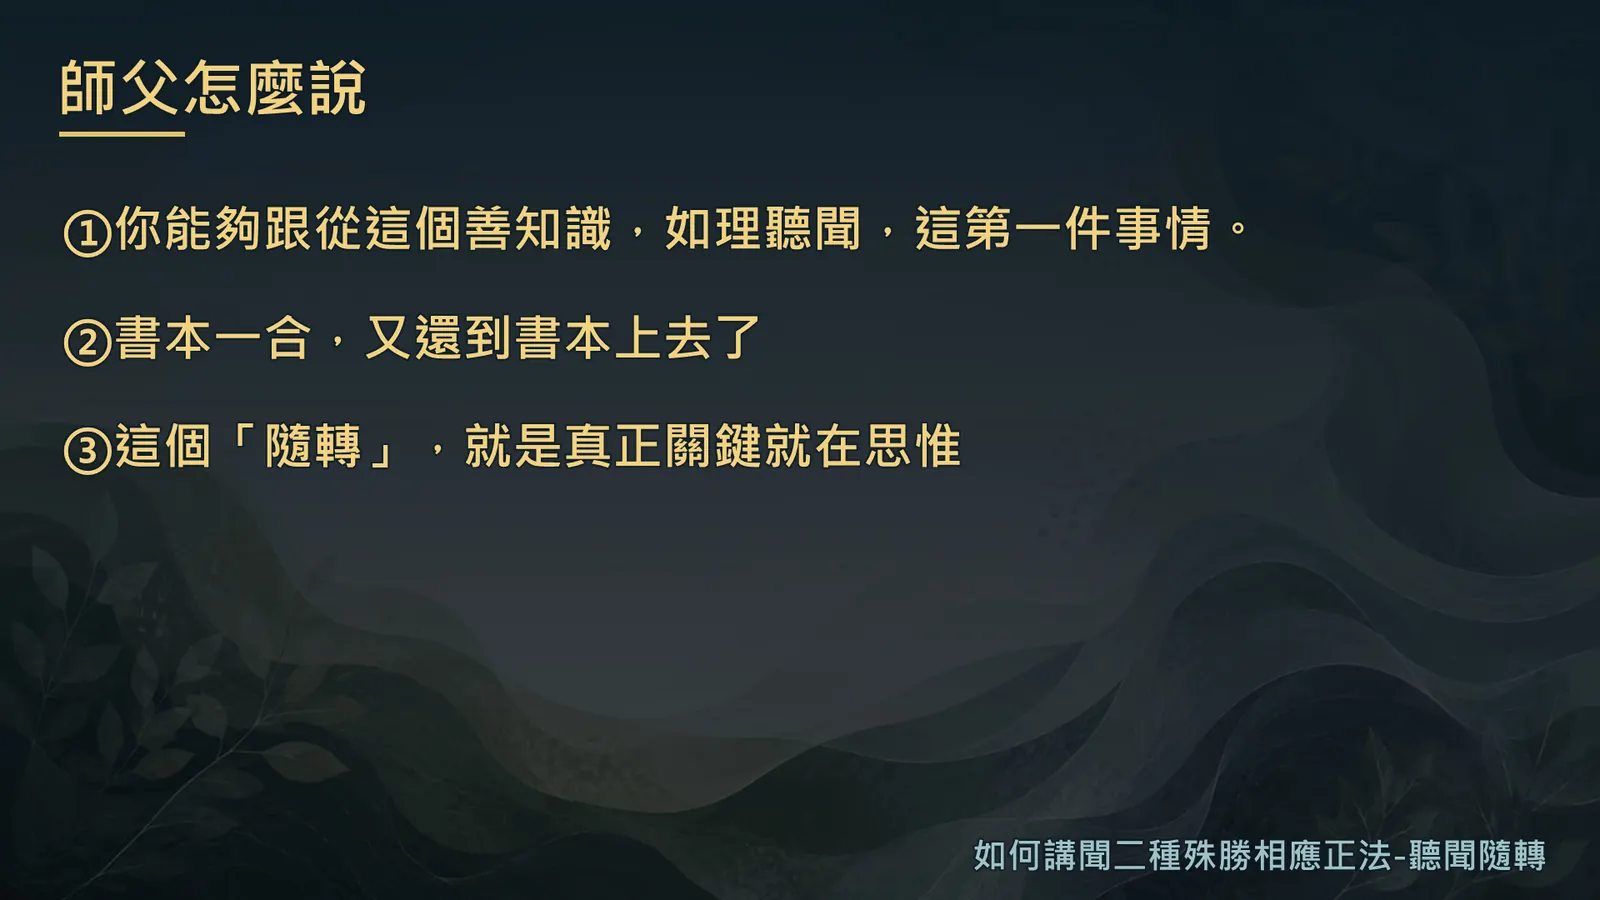 師父怎麼說
①你能夠跟從這個善知識，如理聽聞，這第一件事情。
②書本一合，又還到書本上去了
③這個「隨轉」，就是真正關鍵就在思惟
如何講聞二種殊勝相應正法-聽聞隨轉